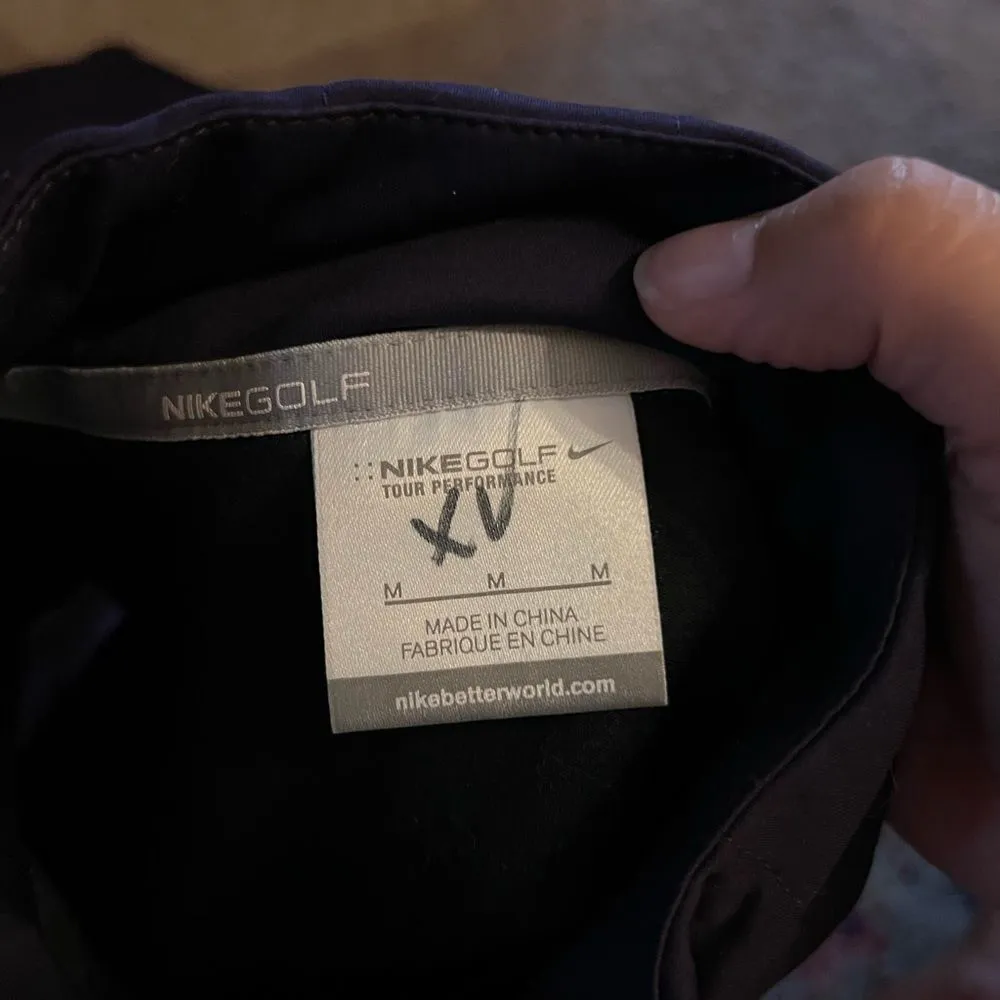 NIKEGOLF
::NIKEGOLF
TOUR PERFORMANCE
XV
M M M
MADE IN CHINA
FABRIQUE EN CHINE
nikebetterworld.com